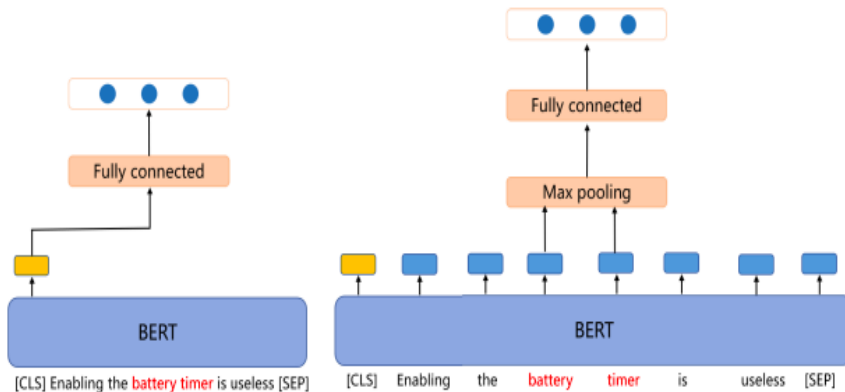 Fully connected
BERT
[CLS] Enabling the battery timer is useless [SEP]
Fully connected
Max pooling
BERT
[CLS] Enabling the battery timer is useless [SEP]